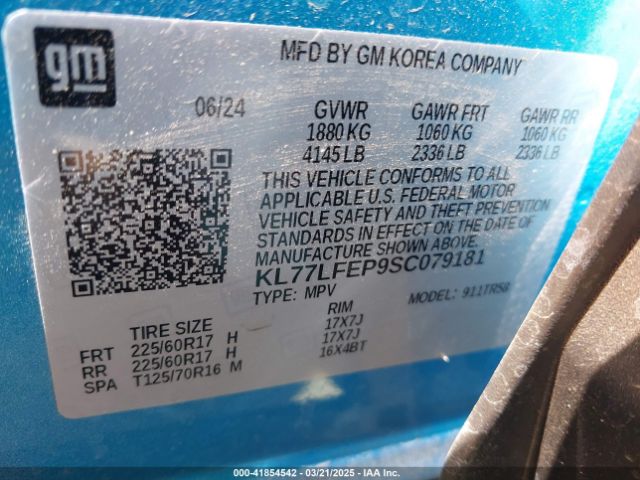 gm
MFD BY GM KOREA COMPANY
06/24 GVWR GAWR FRT GAWR RR
1880 KG 1060 KG 1060 KG
4145 LB 2336 LB 2336 LB
THIS VEHICLE CONFORMS TO ALL
APPLICABLE U.S. FEDERAL MOTOR
VEHICLE SAFETY AND THEFT PREVENTION
STANDARDS IN EFFECT ON THE DATE OF
MANUFACTURE SHOWN ABOVE.
KL77LFEP9SC079181
TYPE: MPV MODEL: 911TR58
TIRE SIZE RIM
FRT 225/60R17 H 17X7J
RR 225/60R17 H 17X7J
SPA T125/70R16 M 16X4BT
000-41854542 - 03/21/2025 - IAA Inc.